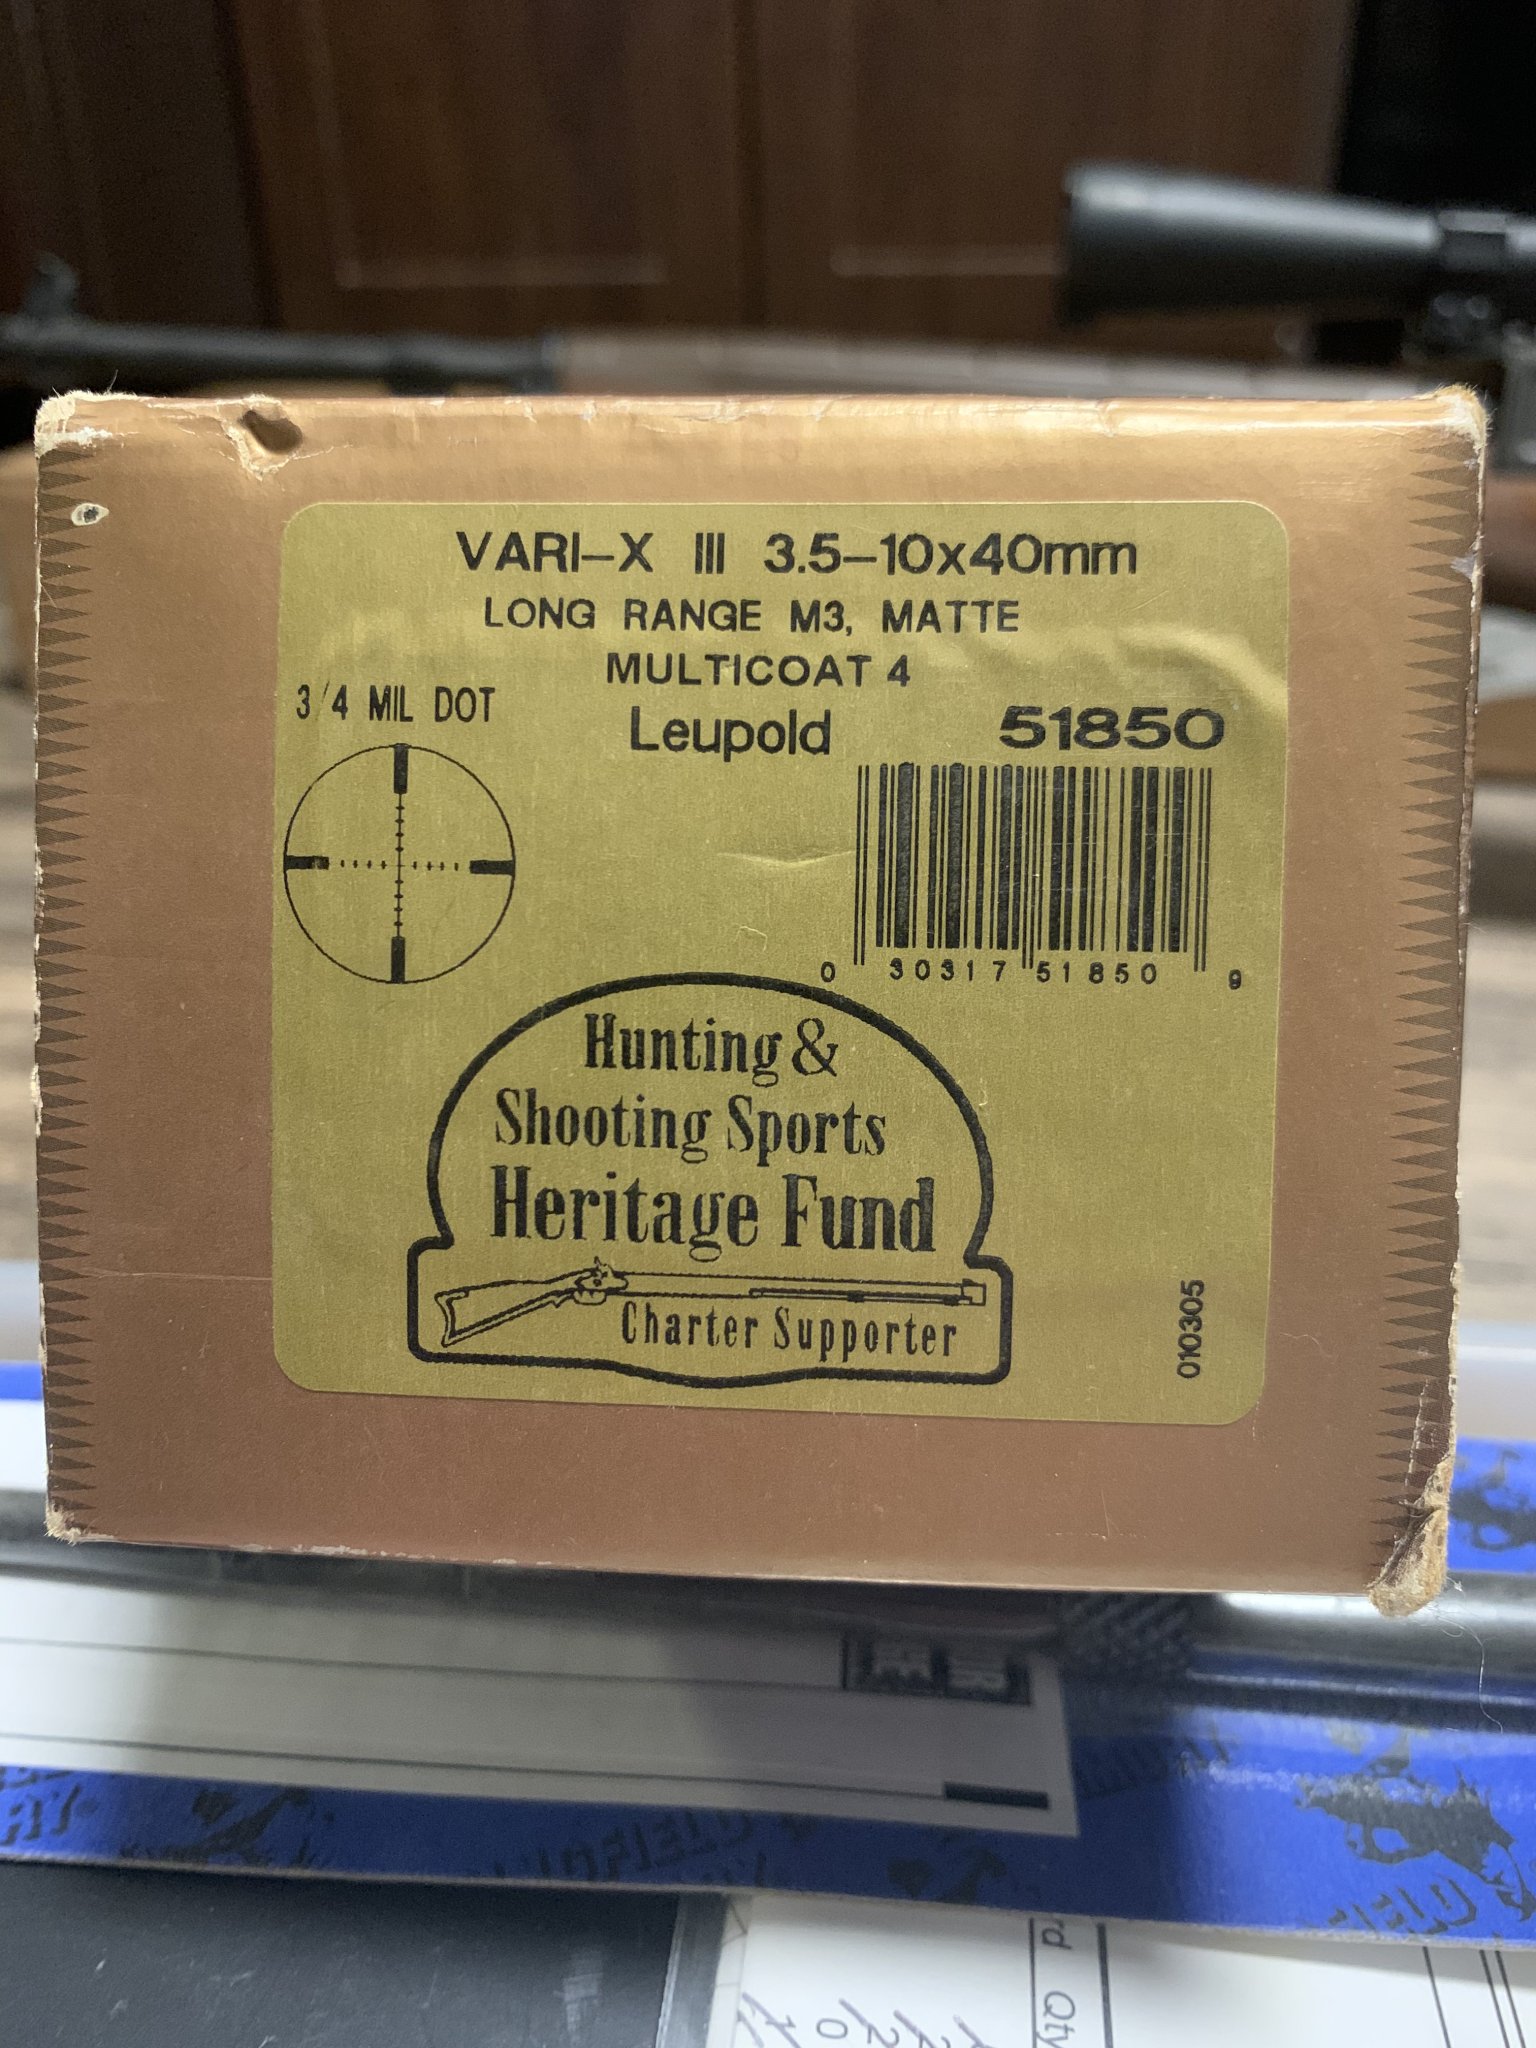 VARI-X III 3.5-10x40mm
LONG RANGE M3, MATTE
MULTICOAT 4
3/4 MIL DOT
Leupold
51850
0 30317 51850 9
Hunting &
Shooting Sports
Heritage Fund
Charter Supporter
010305
Qty